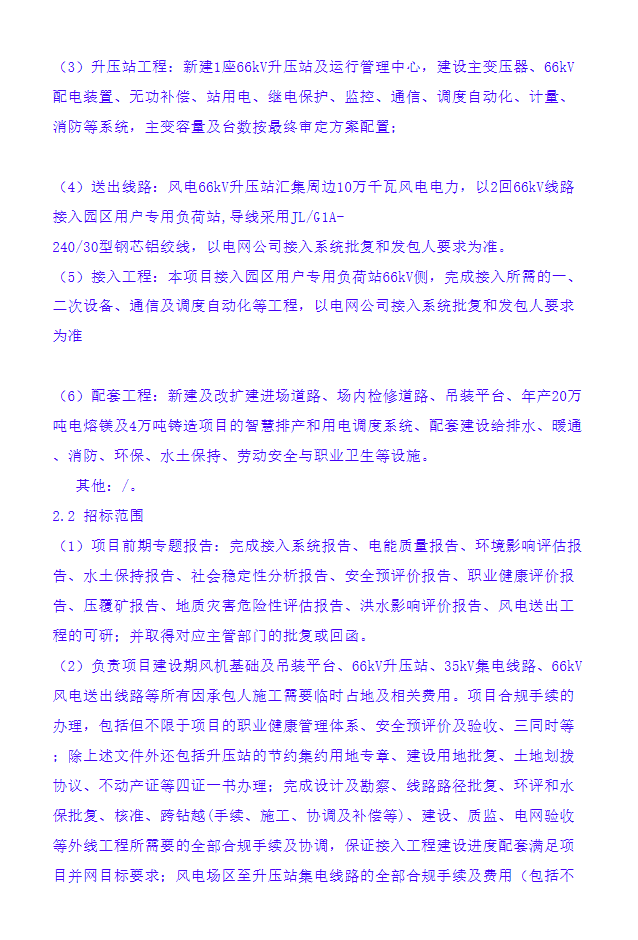 （3）升压站工程：新建1座66kV升压站及运行管理中心，建设主变压器、66kV
配电装置、无功补偿、站用电、继电保护、监控、通信、调度自动化、计量、
消防等系统，主变容量及台数按最终审定方案配置；
（4）送出线路：风电66kV升压站汇集周边10万千瓦风电电力，以2回66kV线路
接入园区用户专用负荷站,导线采用JL/G1A-
240/30型钢芯铝绞线，以电网公司接入系统批复和发包人要求为准。
（5）接入工程：本项目接入园区用户专用负荷站66kV侧，完成接入所需的一、
二次设备、通信及调度自动化等工程，以电网公司接入系统批复和发包人要求
为准
（6）配套工程：新建及改扩建进场道路、场内检修道路、吊装平台、年产20万
吨电熔镁及4万吨铸造项目的智慧排产和用电调度系统、配套建设给排水、暖通
、消防、环保、水土保持、劳动安全与职业卫生等设施。
其他：/。
2.2 招标范围
（1）项目前期专题报告：完成接入系统报告、电能质量报告、环境影响评估报
告、水土保持报告、社会稳定性分析报告、安全预评价报告、职业健康评价报
告、压覆矿报告、地质灾害危险性评估报告、洪水影响评价报告、风电送出工
程的可研；并取得对应主管部门的批复或回函。
（2）负责项目建设期风机基础及吊装平台、66kV升压站、35kV集电线路、66kV
风电送出线路等所有因承包人施工需要临时占地及相关费用。项目合规手续的
办理，包括但不限于项目的职业健康管理体系、安全预评价及验收、三同时等
；除上述文件外还包括升压站的节约集约用地专章、建设用地批复、土地划拨
协议、不动产证等四证一书办理；完成设计及勘察、线路路径批复、环评和水
保批复、核准、跨钻越(手续、施工、协调及补偿等)、建设、质监、电网验收
等外线工程所需要的全部合规手续及协调，保证接入工程建设进度配套满足项
目并网目标要求；风电场区至升压站集电线路的全部合规手续及费用（包括不